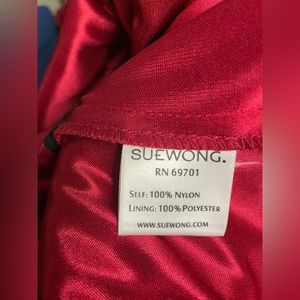 SUEWONG.
RN 69701
SELF: 100% NYLON
LINING: 100% POLYESTER
WWW.SUEWONG.COM